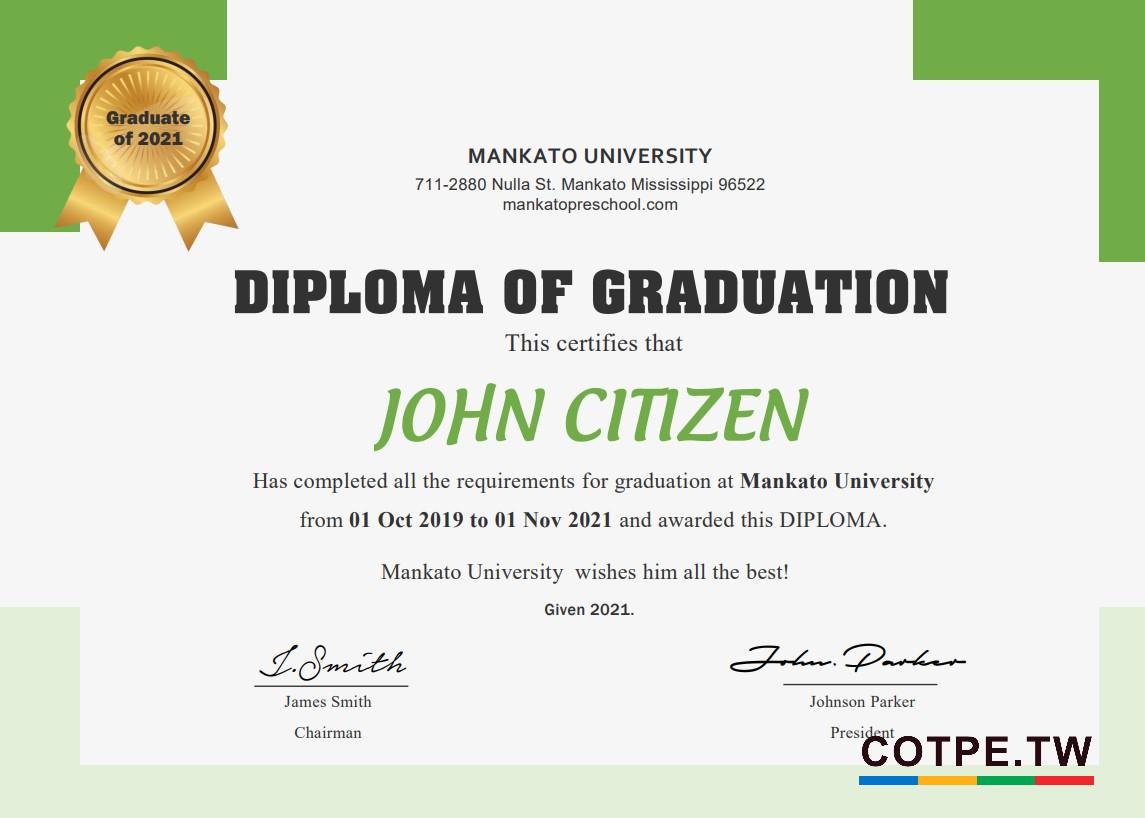 Graduate
of 2021
MANKATO UNIVERSITY
711-2880 Nulla St. Mankato Mississippi 96522
mankatopreschool.com
DIPLOMA OF GRADUATION
This certifies that
JOHN CITIZEN
Has completed all the requirements for graduation at Mankato University
from 01 Oct 2019 to 01 Nov 2021 and awarded this DIPLOMA.
Mankato University  wishes him all the best!
Given 2021.
J.Smith
John. Parker
James Smith
Johnson Parker
Chairman
President
COTPE.TW